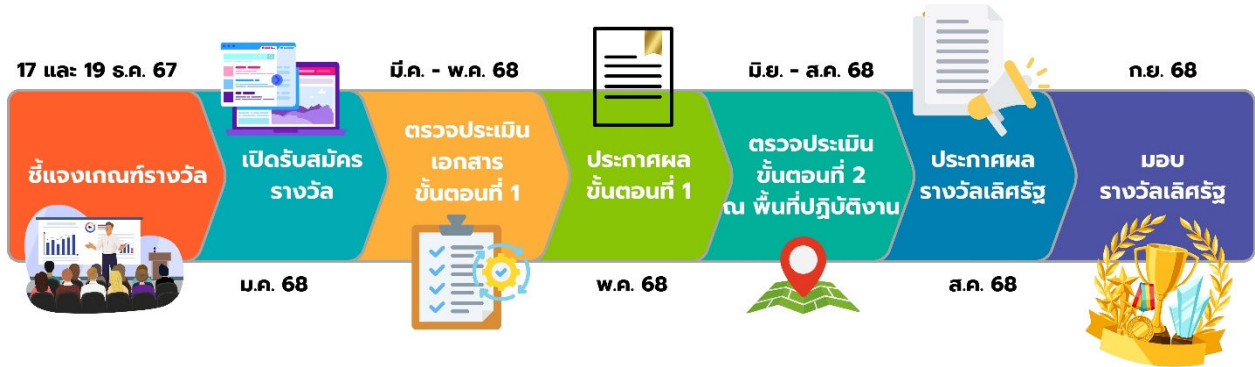 17 และ 19 ธ.ค. 67
ชี้แจงเกณฑ์รางวัล
เปิดรับสมัคร
รางวัล
ม.ค. 68
มี.ค. - พ.ค. 68
ตรวจประเมิน
เอกสาร
ขั้นตอนที่ 1
ประกาศผล
ขั้นตอนที่ 1
พ.ค. 68
มิ.ย. - ส.ค. 68
ตรวจประเมิน
ขั้นตอนที่ 2
ณ พื้นที่ปฏิบัติงาน
ประกาศผล
รางวัลเลิศรัฐ
ส.ค. 68
ก.ย. 68
มอบ
รางวัลเลิศรัฐ